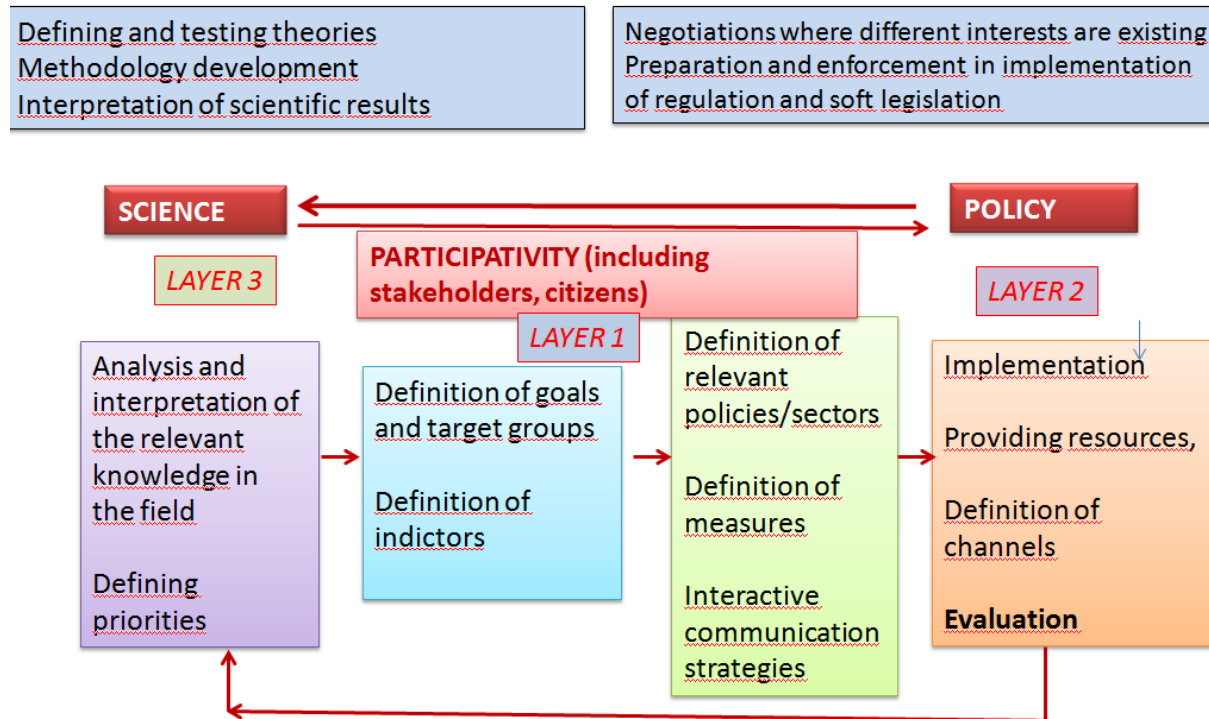 Defining and testing theories
Methodology development
Interpretation of scientific results
Negotiations where different interests are existing
Preparation and enforcement in implementation
of regulation and soft legislation
SCIENCE
POLICY
PARTICIPATIVITY (including
stakeholders, citizens)
LAYER 3
LAYER 1
LAYER 2
Analysis and
interpretation of
the relevant
knowledge in
the field
Defining
priorities
Definition of goals
and target groups
Definition of
indictors
Definition of
relevant
policies/sectors
Definition of
measures
Interactive
communication
strategies
Implementation
Providing resources,
Definition of
channels
Evaluation